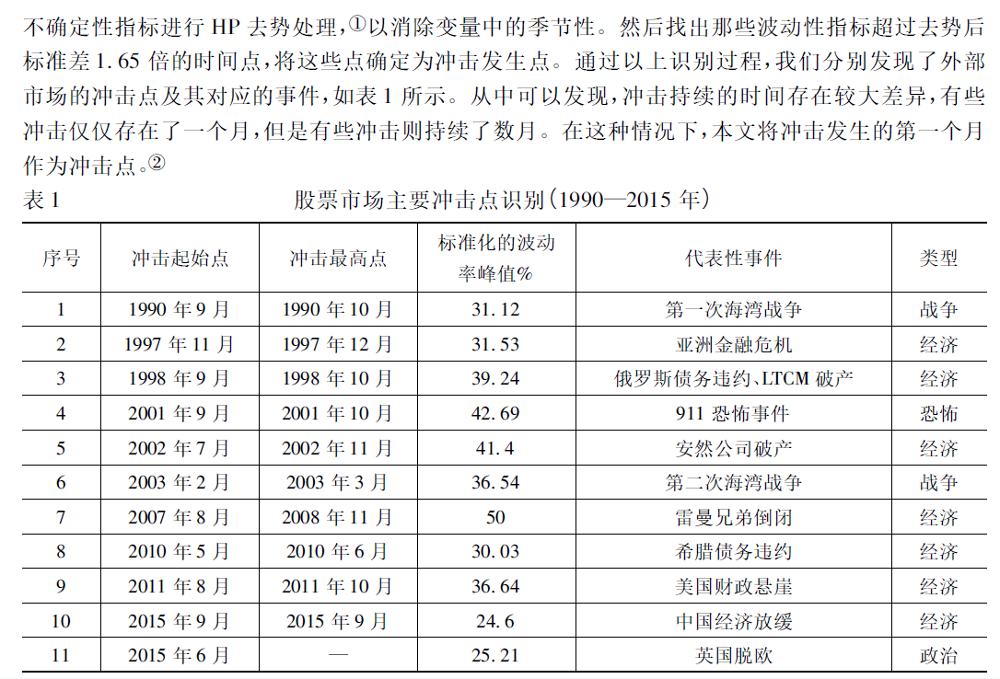 不确定性指标进行 HP 去势处理,①以消除变量中的季节性。然后找出那些波动性指标超过去势后
标准差 1.65 倍的时间点,将这些点确定为冲击发生点。通过以上识别过程,我们分别发现了外部
市场的冲击点及其对应的事件,如表 1 所示。从中可以发现,冲击持续的时间存在较大差异,有些
冲击仅仅存在了一个月,但是有些冲击则持续了数月。在这种情况下,本文将冲击发生的第一个月
作为冲击点。②
表 1 股票市场主要冲击点识别(1990—2015 年)
序号 冲击起始点 冲击最高点 标准化的波动率峰值% 代表性事件 类型
1 1990 年 9 月 1990 年 10 月 31.12 第一次海湾战争 战争
2 1997 年 11 月 1997 年 12 月 31.53 亚洲金融危机 经济
3 1998 年 9 月 1998 年 10 月 39.24 俄罗斯债务违约、LTCM 破产 经济
4 2001 年 9 月 2001 年 10 月 42.69 911 恐怖事件 恐怖
5 2002 年 7 月 2002 年 11 月 41.4 安然公司破产 经济
6 2003 年 2 月 2003 年 3 月 36.54 第二次海湾战争 战争
7 2007 年 8 月 2008 年 11 月 50 雷曼兄弟倒闭 经济
8 2010 年 5 月 2010 年 6 月 30.03 希腊债务违约 经济
9 2011 年 8 月 2011 年 10 月 36.64 美国财政悬崖 经济
10 2015 年 9 月 2015 年 9 月 24.6 中国经济放缓 经济
11 2015 年 6 月 — 25.21 英国脱欧 政治